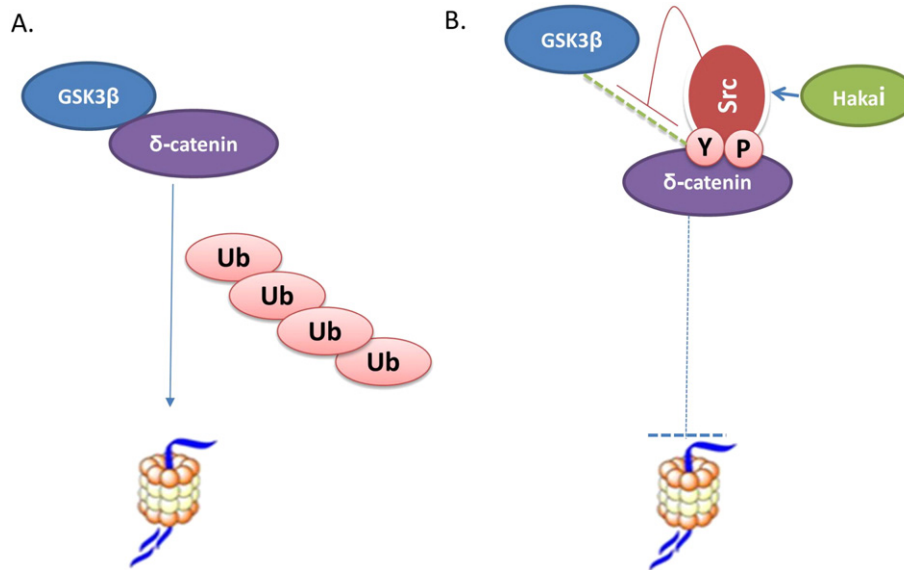 A.
GSK3β
δ-catenin
Ub
Ub
Ub
Ub
B.
GSK3β
Src
Hakai
Y
P
δ-catenin